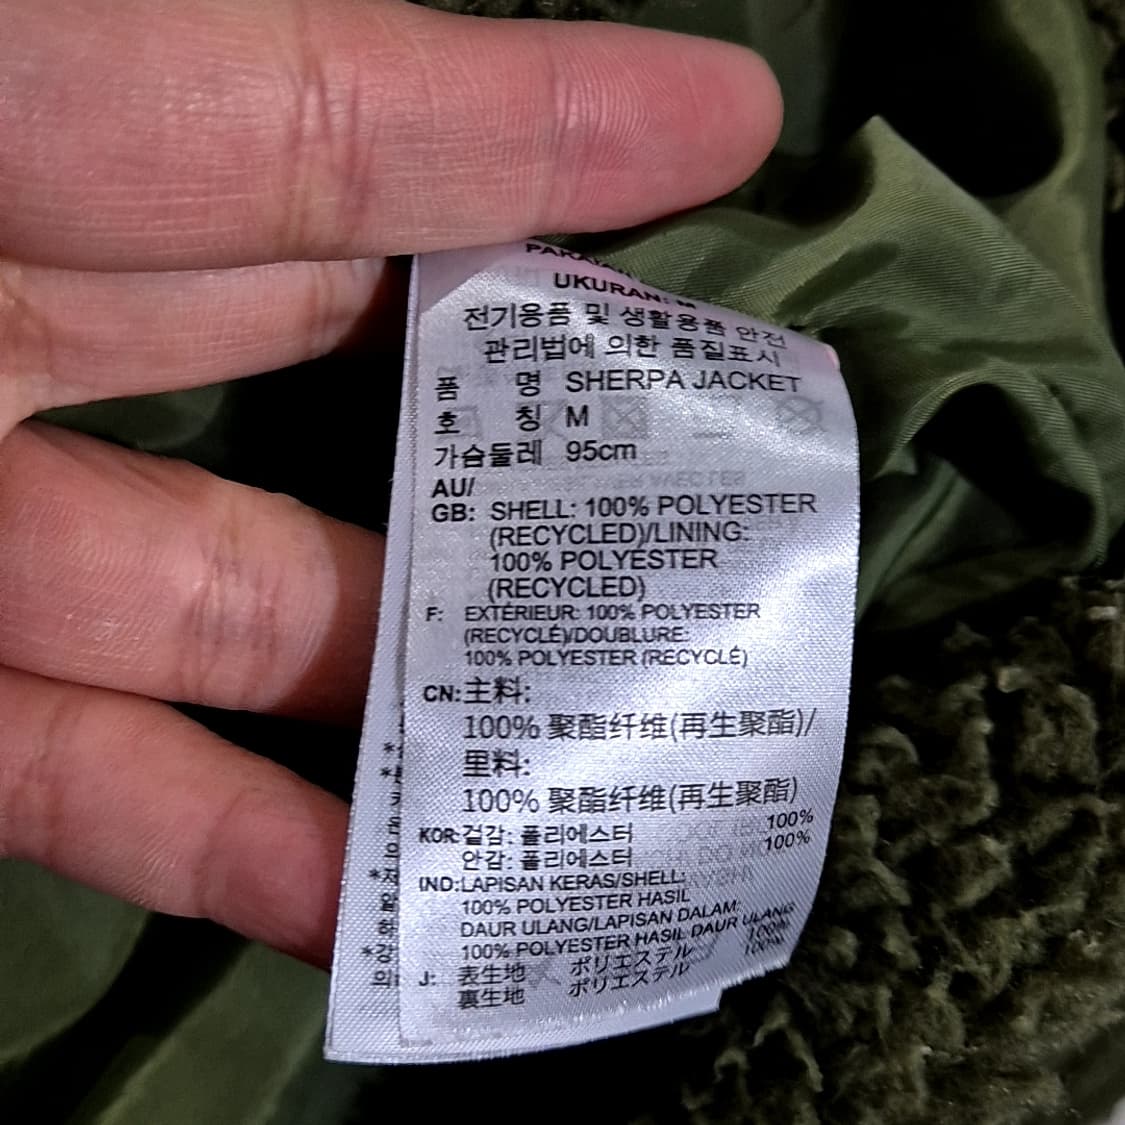 UKURAN: M
전기용품 및 생활용품 안전
관리법에 의한 품질표시
품 명 SHERPA JACKET
호 칭 M
가슴둘레 95cm
AU/
GB: SHELL: 100% POLYESTER
(RECYCLED)/LINING:
100% POLYESTER
(RECYCLED)
F: EXTÉRIEUR: 100% POLYESTER
(RECYCLÉ)/DOUBLURE:
100% POLYESTER (RECYCLÉ)
CN: 主料:
100% 聚酯纤维(再生聚酯)/
里料:
100% 聚酯纤维(再生聚酯)
KOR: 겉감: 폴리에스터 100%
안감: 폴리에스터 100%
IND: LAPISAN KERAS/SHELL:
100% POLYESTER HASIL
DAUR ULANG/LAPISAN DALAM:
100% POLYESTER HASIL DAUR ULANG
J: 表生地 ポリエステル 100%
裏生地 ポリエステル 100%